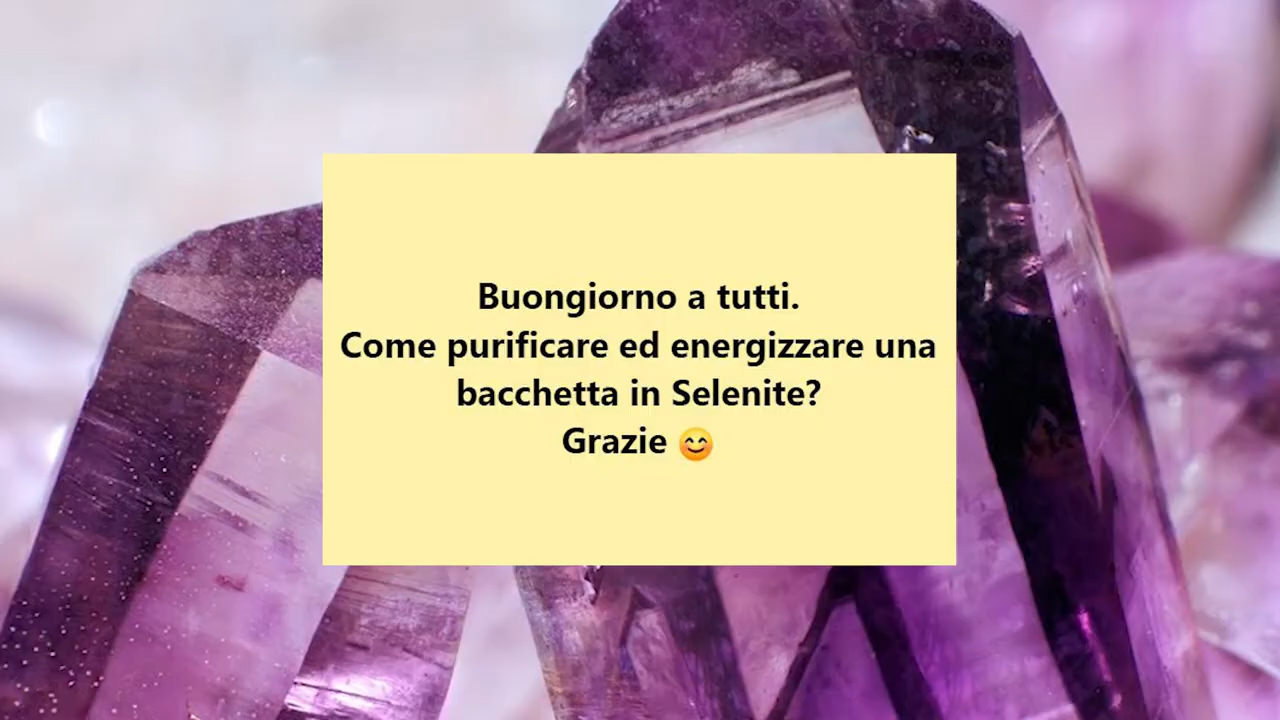 Buongiorno a tutti.
Come purificare ed energizzare una
bacchetta in Selenite?
Grazie 😊